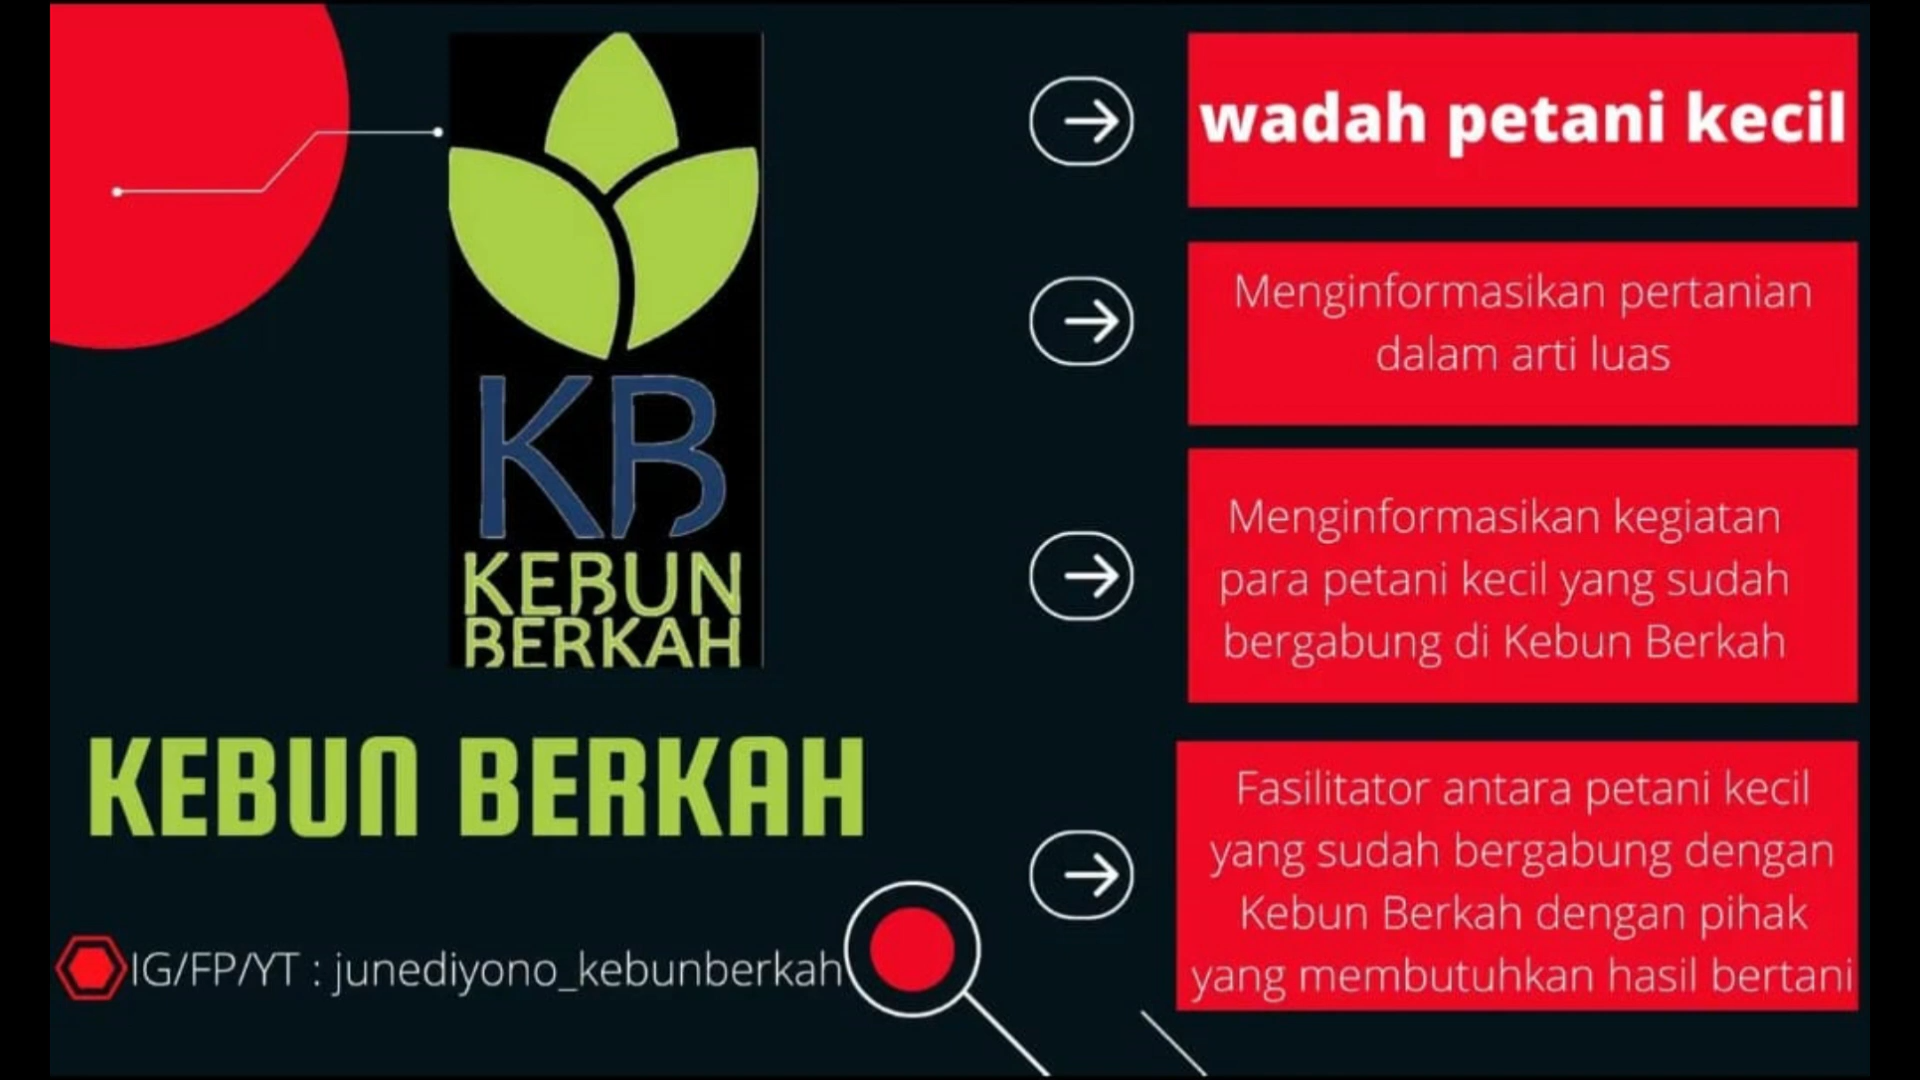 KB
KEBUN
BERKAH
KEBUN BERKAH
IG/FP/YT : junediyono_kebunberkah
wadah petani kecil
Menginformasikan pertanian
dalam arti luas
Menginformasikan kegiatan
para petani kecil yang sudah
bergabung di Kebun Berkah
Fasilitator antara petani kecil
yang sudah bergabung dengan
Kebun Berkah dengan pihak
yang membutuhkan hasil bertani